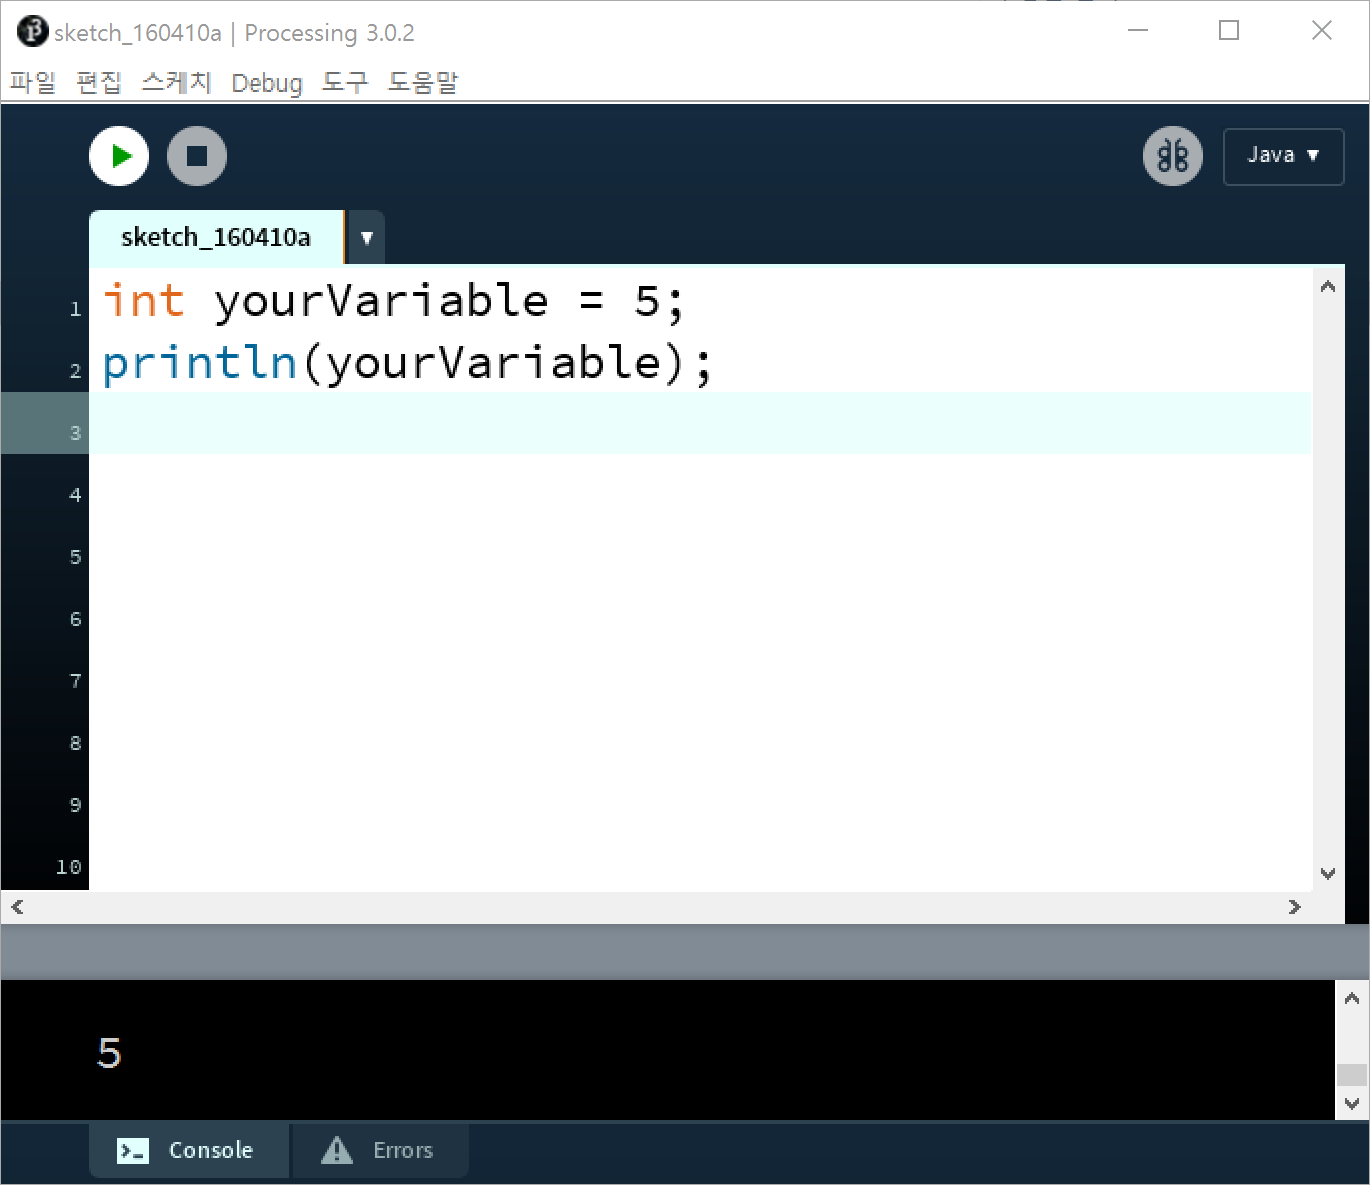 sketch_160410a | Processing 3.0.2
파일 편집 스케치 Debug 도구 도움말
Java ▼
sketch_160410a ▼
1 int yourVariable = 5;
2 println(yourVariable);
3
4
5
6
7
8
9
10
5
Console Errors